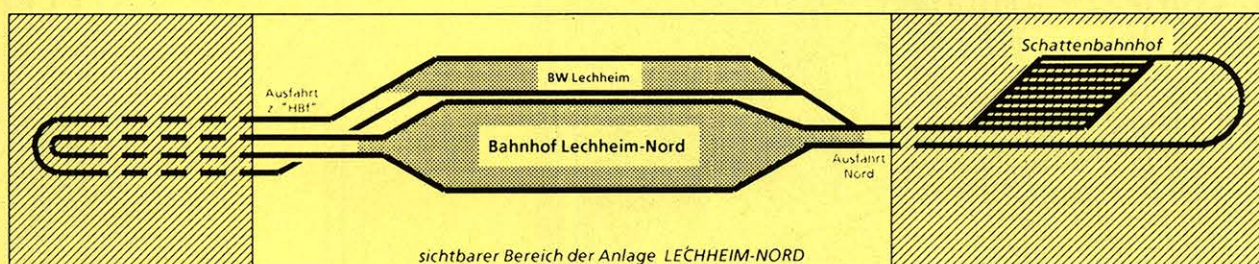 Schattenbahnhof
BW Lechheim
Ausfahrt
z. "HBf"
Bahnhof Lechheim-Nord
Ausfahrt
Nord
sichtbarer Bereich der Anlage LECHHEIM-NORD